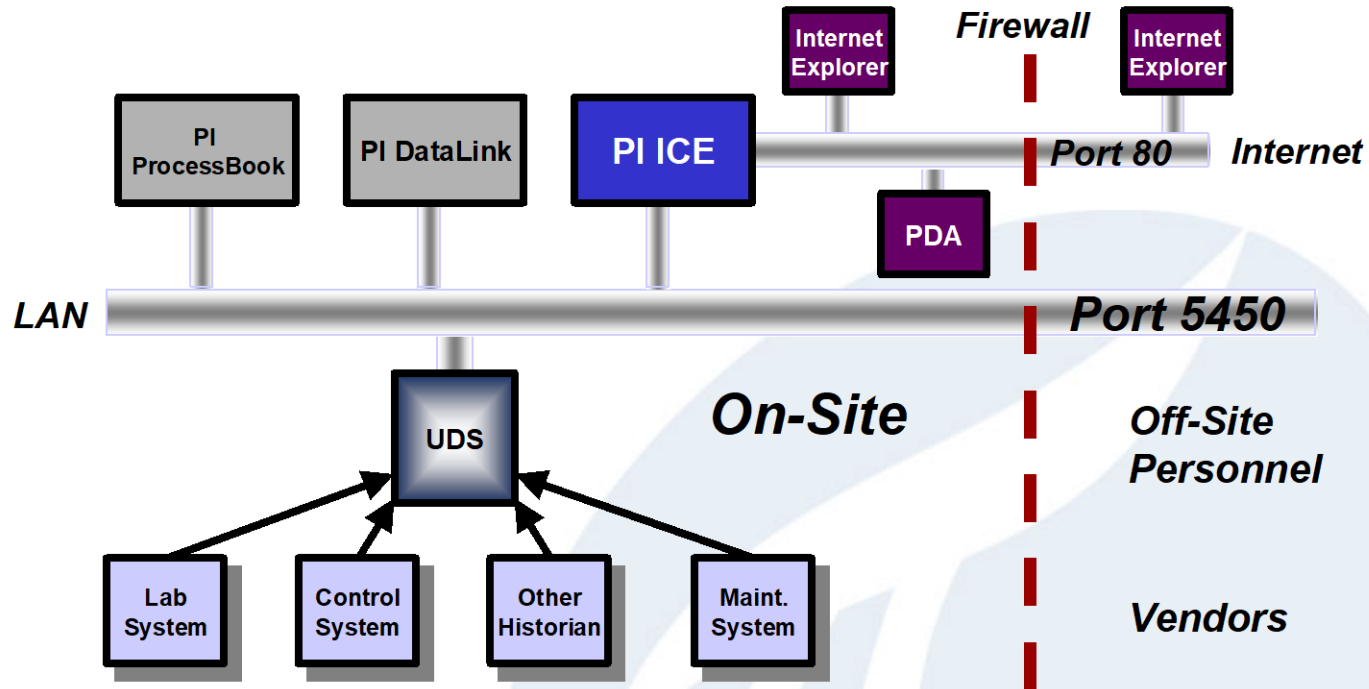 Firewall
Internet
Explorer
Internet
Explorer
PI
ProcessBook
PI DataLink
PI ICE
Port 80
Internet
PDA
LAN
Port 5450
UDS
On-Site
Off-Site
Personnel
Lab
System
Control
System
Other
Historian
Maint.
System
Vendors